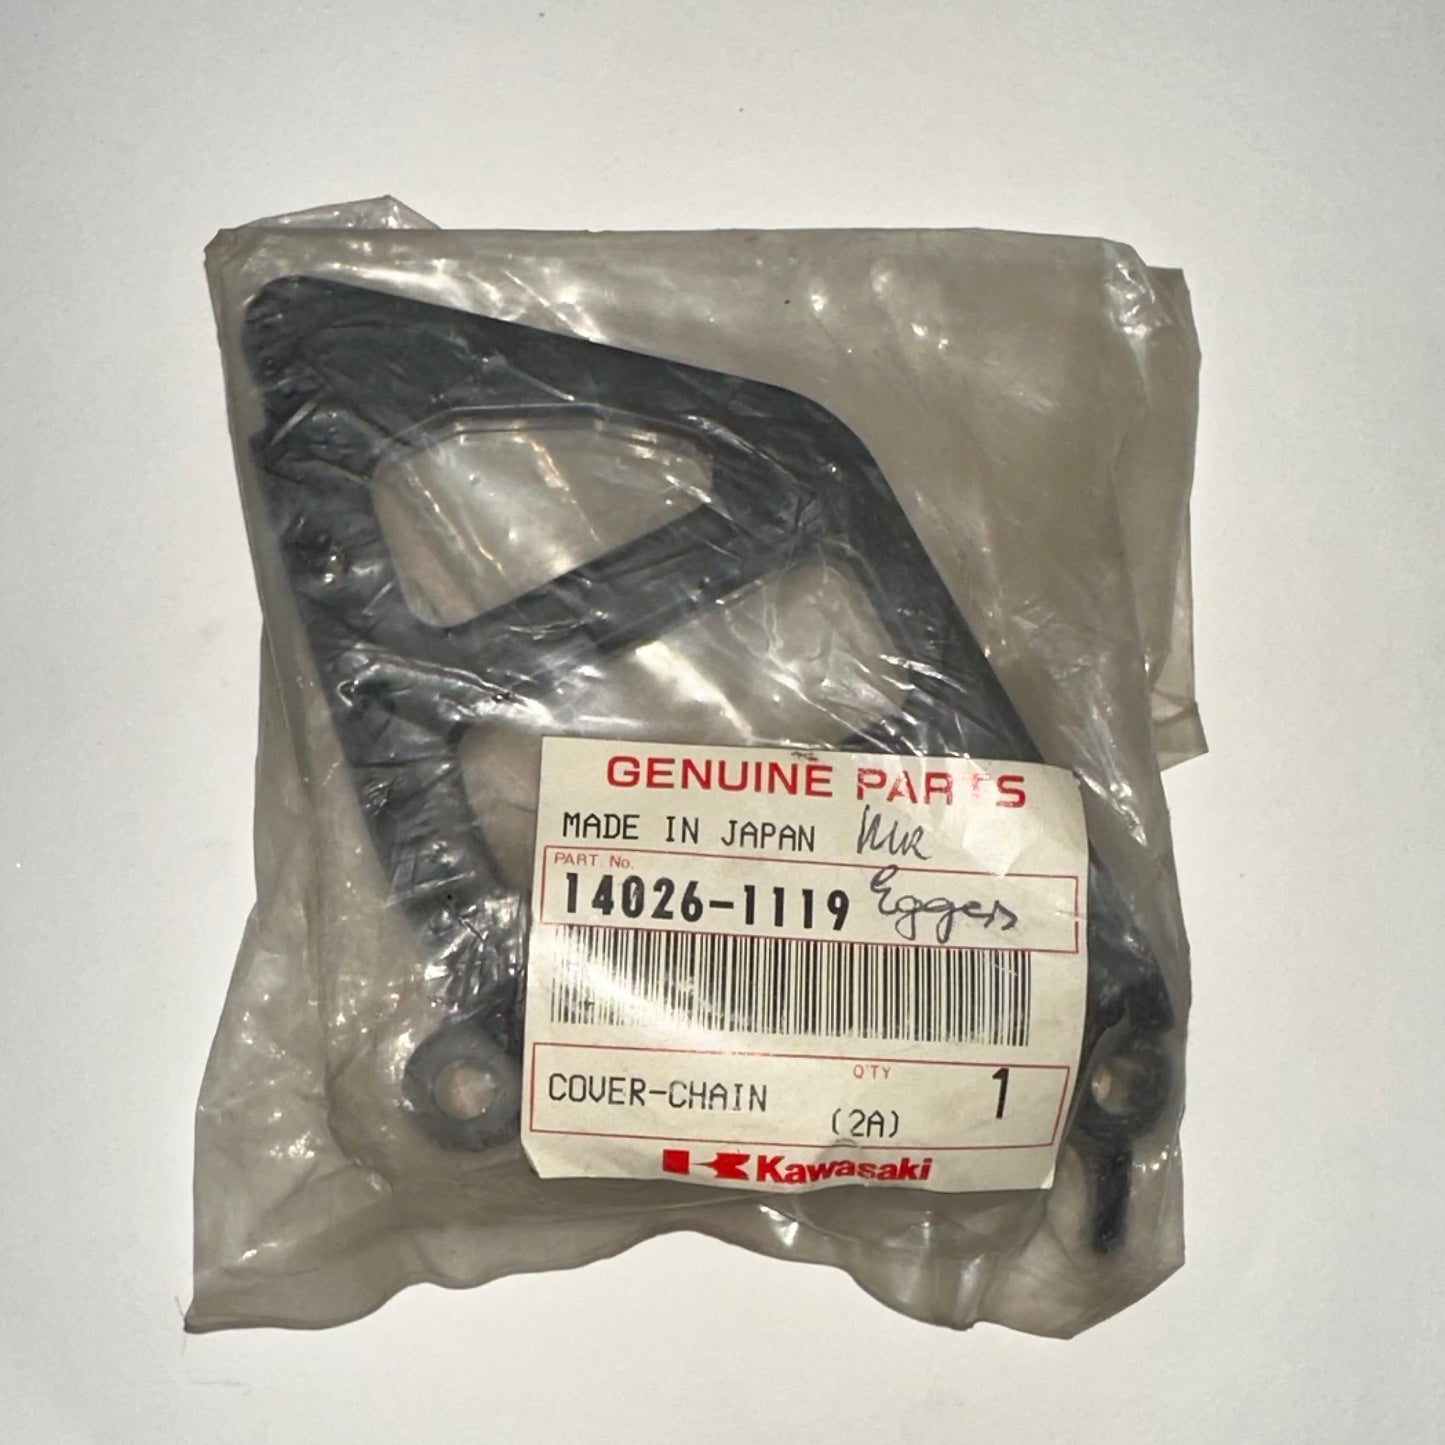 GENUINE PARTS
MADE IN JAPAN
PART. No.
14026-1119 Eggers
COVER-CHAIN (2A) Q'TY 1
Kawasaki